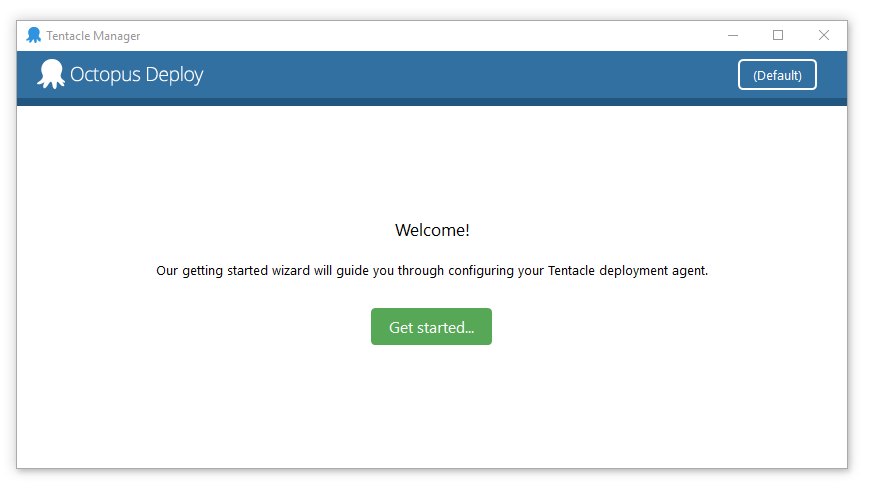 Tentacle Manager
Octopus Deploy
(Default)
Welcome!
Our getting started wizard will guide you through configuring your Tentacle deployment agent.
Get started...